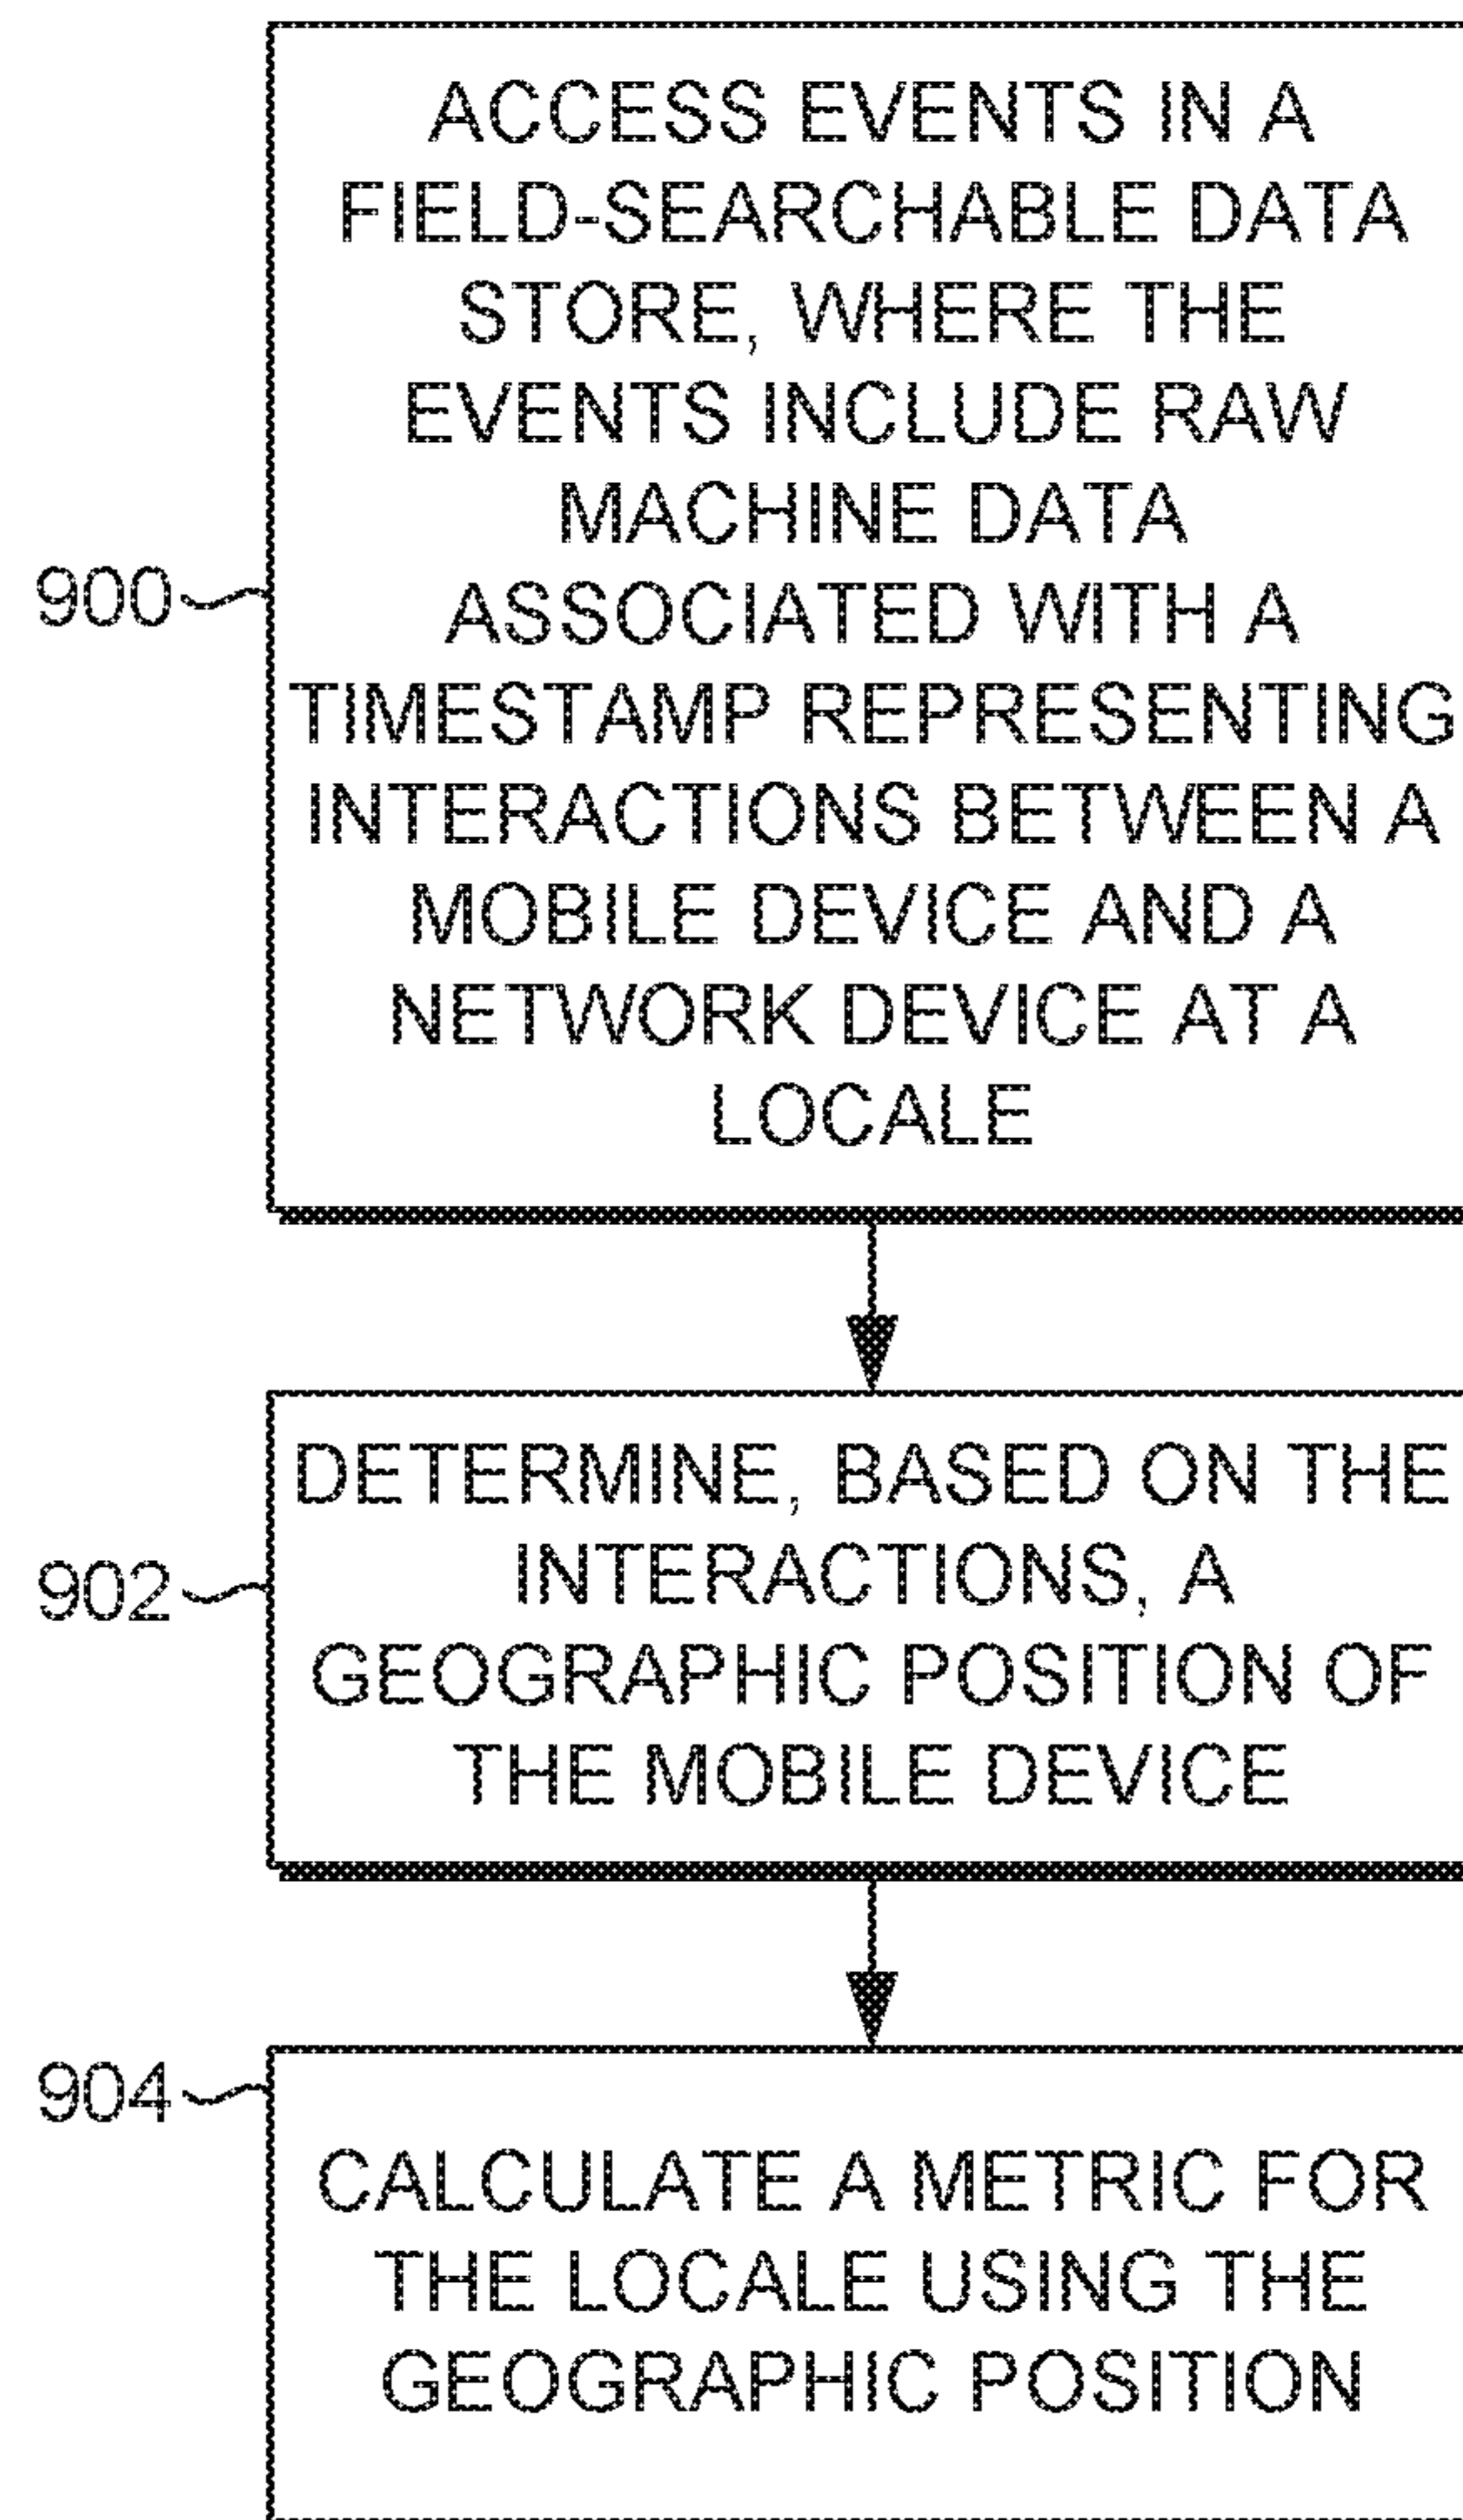 ACCESS EVENTS IN A
FIELD-SEARCHABLE DATA
STORE, WHERE THE
EVENTS INCLUDE RAW
MACHINE DATA
900
ASSOCIATED WITH A
TIMESTAMP REPRESENTING
INTERACTIONS BETWEEN A
MOBILE DEVICE AND A
NETWORK DEVICE AT A
LOCALE
DETERMINE, BASED ON THE
902
INTERACTIONS, A
GEOGRAPHIC POSITION OF
THE MOBILE DEVICE
904
CALCULATE A METRIC FOR
THE LOCALE USING THE
GEOGRAPHIC POSITION